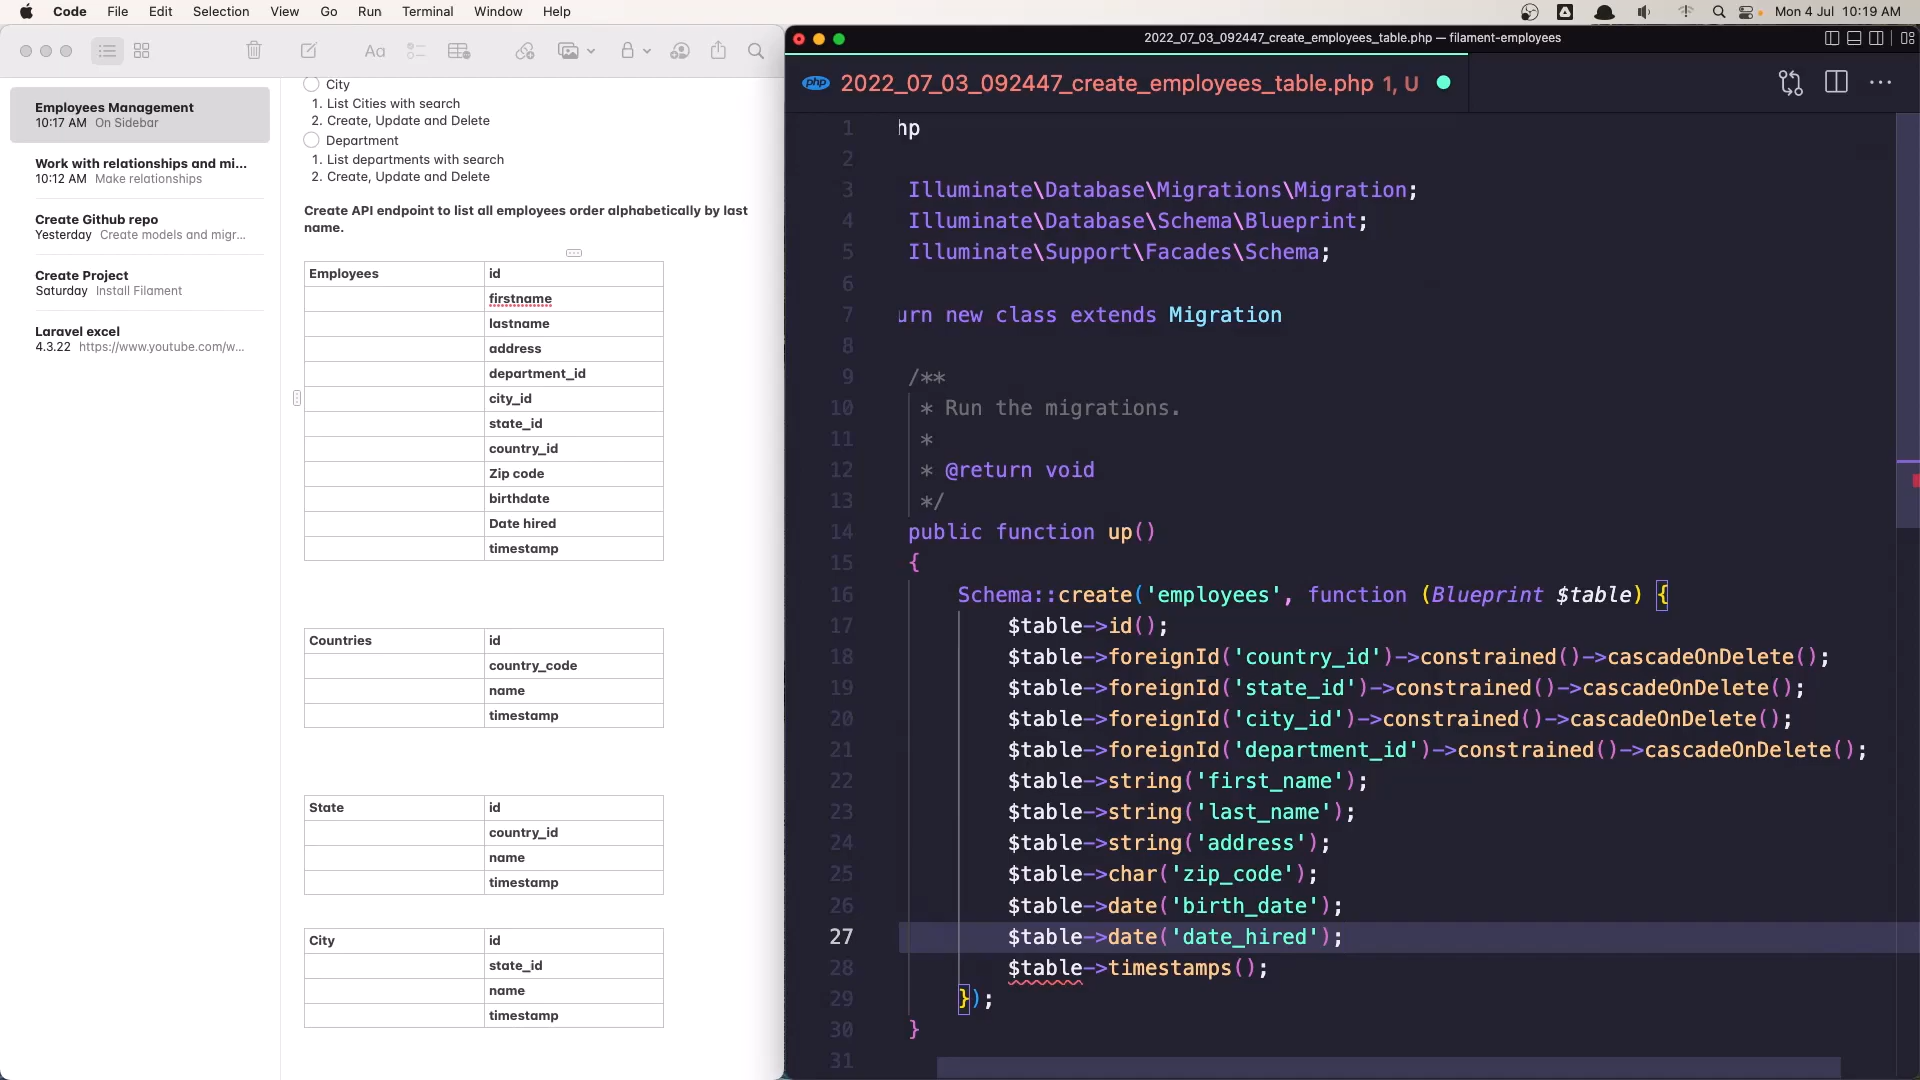 Code File Edit Selection View Go Run Terminal Window Help
Mon 4 Jul 10:19 AM
Aa
Employees Management
10:17 AM On Sidebar
Work with relationships and mi...
10:12 AM Make relationships
Create Github repo
Yesterday Create models and migr...
Create Project
Saturday Install Filament
Laravel excel
4.3.22 https://www.youtube.com/w...
City
1. List Cities with search
2. Create, Update and Delete
Department
1. List departments with search
2. Create, Update and Delete
Create API endpoint to list all employees order alphabetically by last
name.
Employees id
firstname
lastname
address
department_id
city_id
state_id
country_id
Zip code
birthdate
Date hired
timestamp
Countries id
country_code
name
timestamp
State id
country_id
name
timestamp
City id
state_id
name
timestamp
2022_07_03_092447_create_employees_table.php — filament-employees
php 2022_07_03_092447_create_employees_table.php 1, U
1 hp
2
3 Illuminate\Database\Migrations\Migration;
4 Illuminate\Database\Schema\Blueprint;
5 Illuminate\Support\Facades\Schema;
6
7 urn new class extends Migration
8
9 /**
10 * Run the migrations.
11 *
12 * @return void
13 */
14 public function up()
15 {
16 Schema::create('employees', function (Blueprint $table) {
17 $table->id();
18 $table->foreignId('country_id')->constrained()->cascadeOnDelete();
19 $table->foreignId('state_id')->constrained()->cascadeOnDelete();
20 $table->foreignId('city_id')->constrained()->cascadeOnDelete();
21 $table->foreignId('department_id')->constrained()->cascadeOnDelete();
22 $table->string('first_name');
23 $table->string('last_name');
24 $table->string('address');
25 $table->char('zip_code');
26 $table->date('birth_date');
27 $table->date('date_hired');
28 $table->timestamps();
29 });
30 }
31